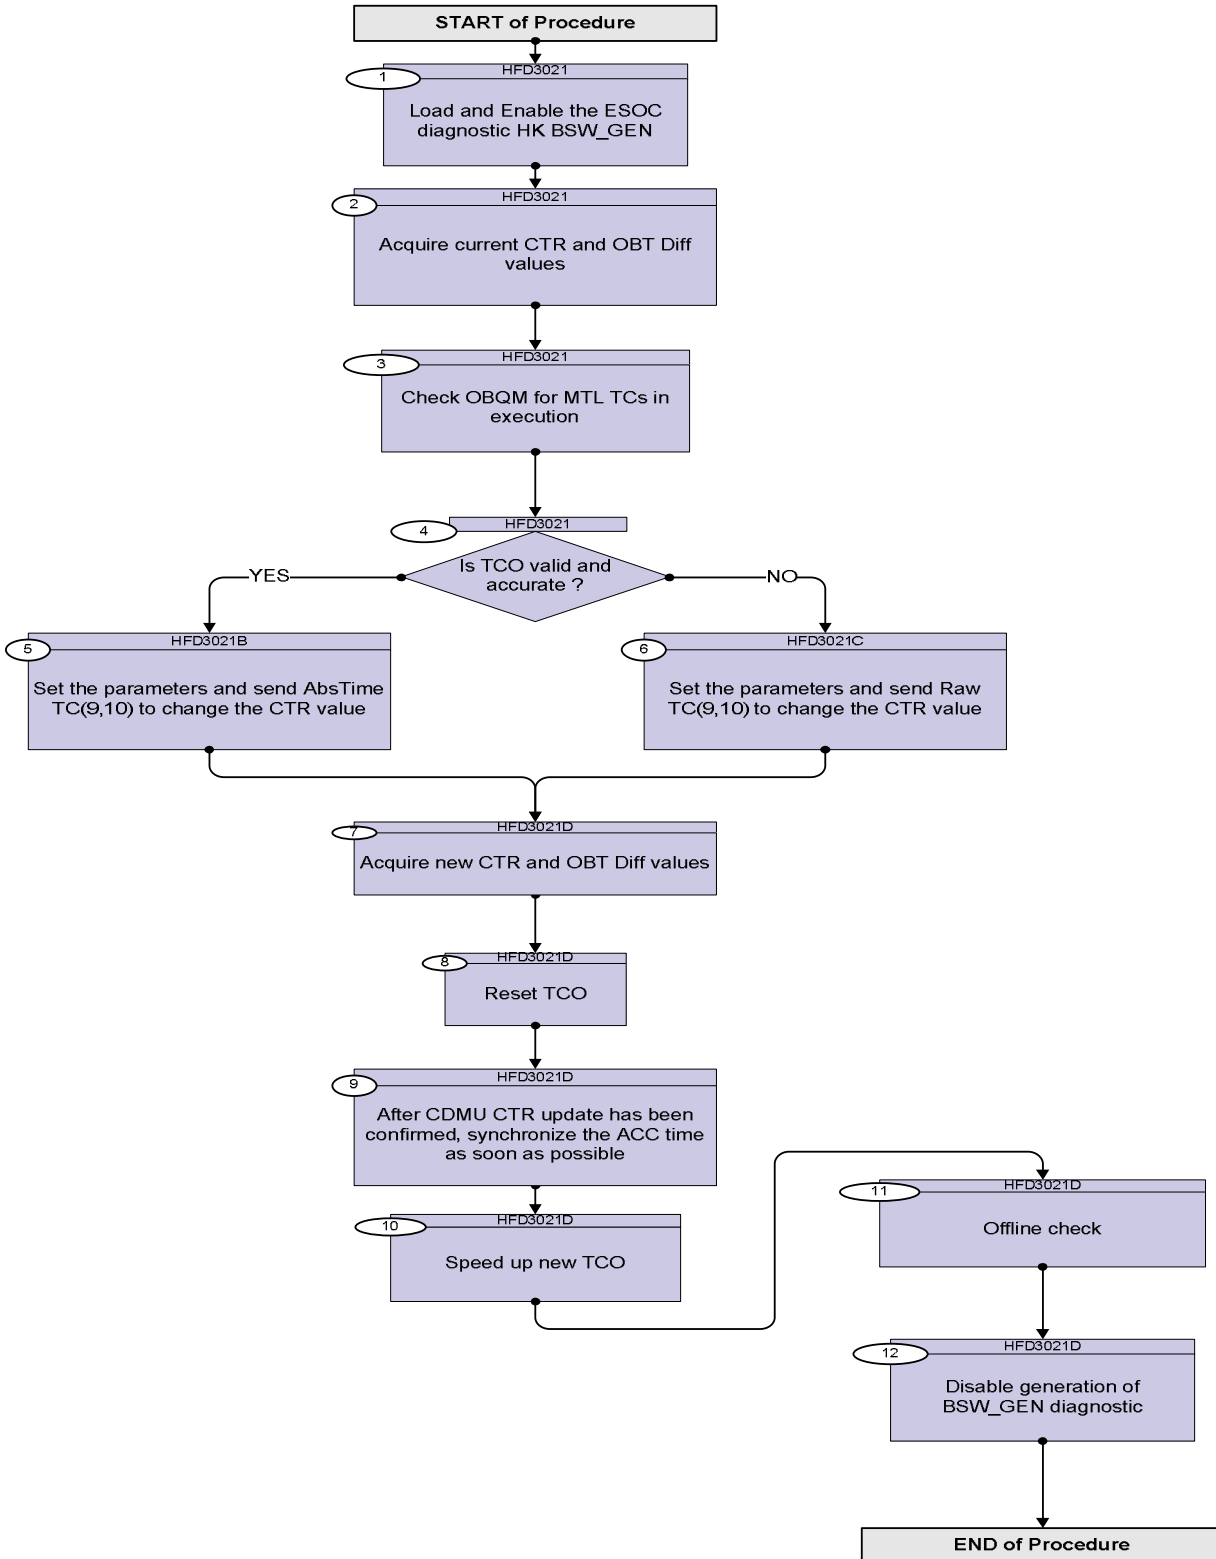 START of Procedure
HFD3021
1
Load and Enable the ESOC
diagnostic HK BSW_GEN
HFD3021
2
Acquire current CTR and OBT Diff
values
HFD3021
3
Check OBQM for MTL TCs in
execution
HFD3021
4
Is TCO valid and
accurate ?
YES
NO
HFD3021B
5
Set the parameters and send AbsTime
TC(9,10) to change the CTR value
HFD3021C
6
Set the parameters and send Raw
TC(9,10) to change the CTR value
HFD3021D
7
Acquire new CTR and OBT Diff values
HFD3021D
8
Reset TCO
HFD3021D
9
After CDMU CTR update has been
confirmed, synchronize the ACC time
as soon as possible
HFD3021D
10
Speed up new TCO
HFD3021D
11
Offline check
HFD3021D
12
Disable generation of
BSW_GEN diagnostic
END of Procedure